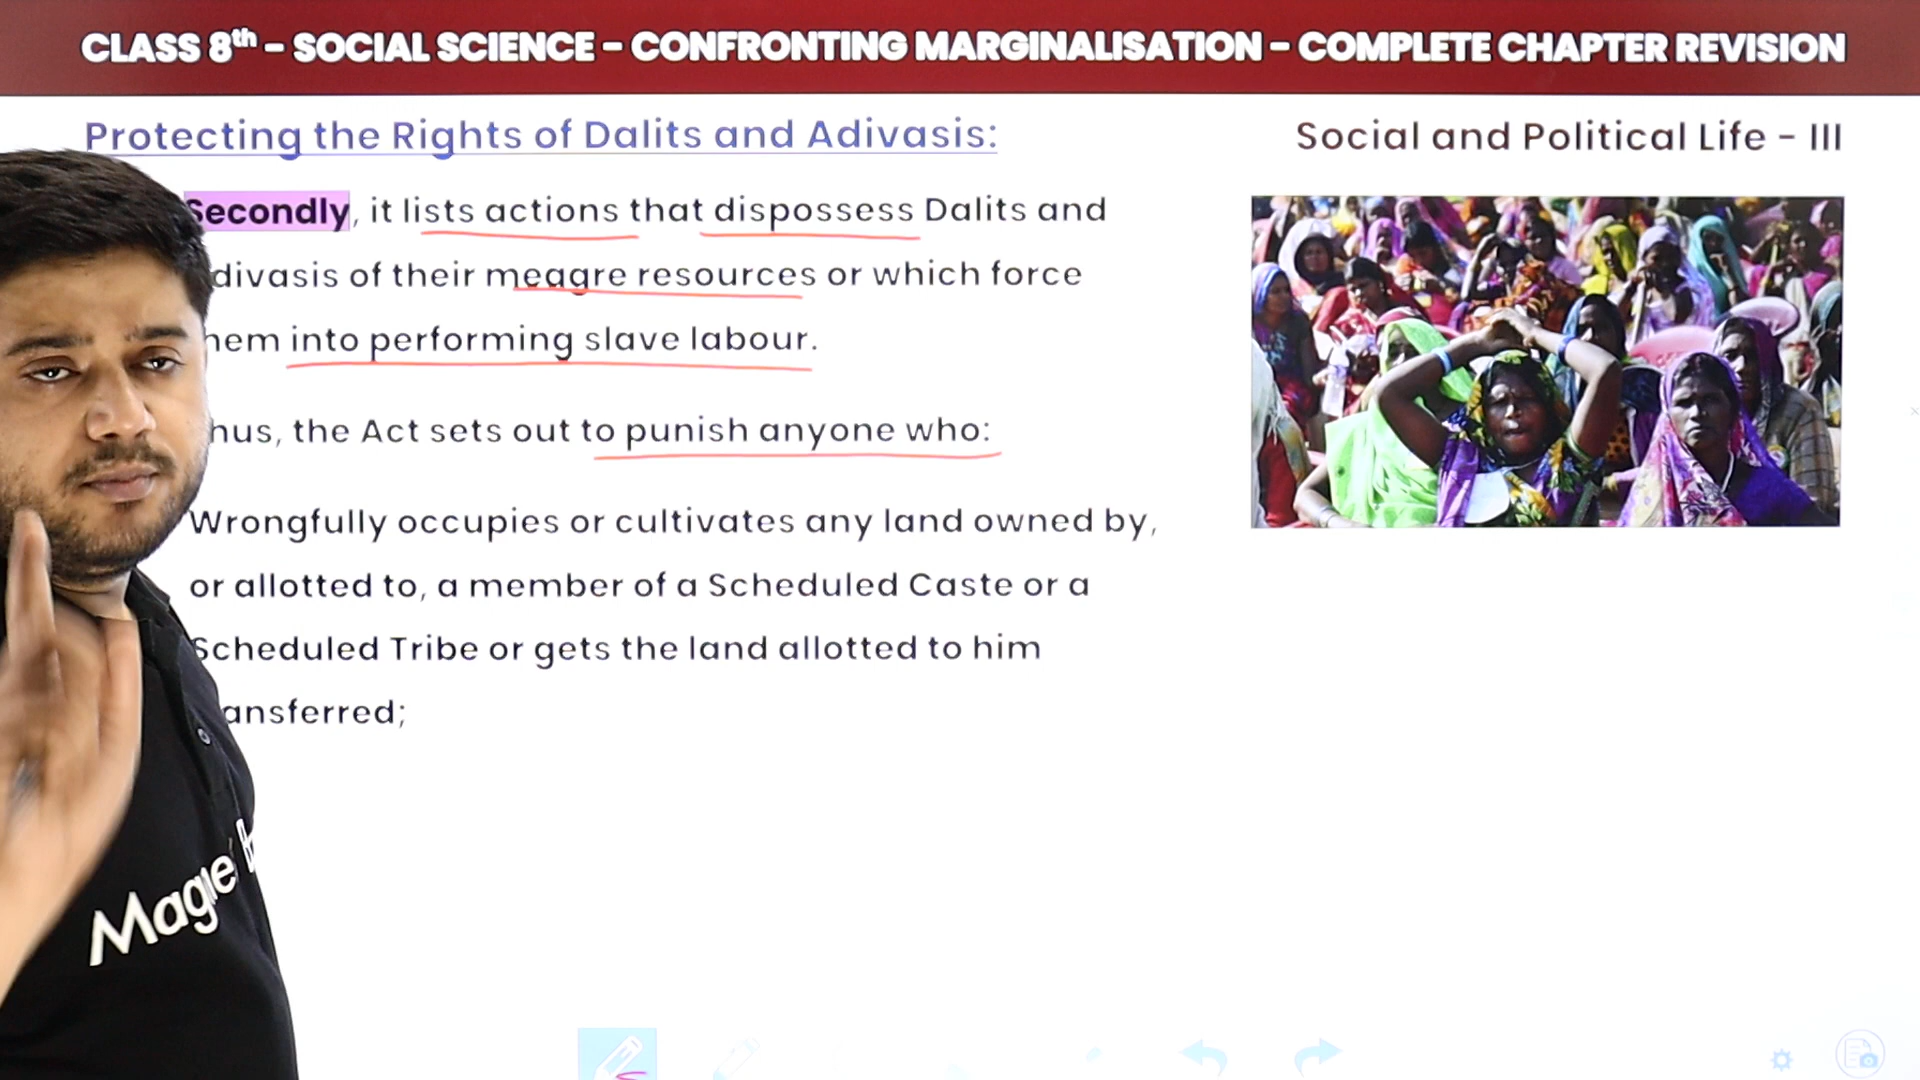 CLASS 8th - SOCIAL SCIENCE - CONFRONTING MARGINALISATION - COMPLETE CHAPTER REVISION
Protecting the Rights of Dalits and Adivasis:
Social and Political Life - III
Secondly, it lists actions that dispossess Dalits and
divasis of their meagre resources or which force
hem into performing slave labour.
hus, the Act sets out to punish anyone who:
Wrongfully occupies or cultivates any land owned by,
or allotted to, a member of a Scheduled Caste or a
Scheduled Tribe or gets the land allotted to him
ansferred;